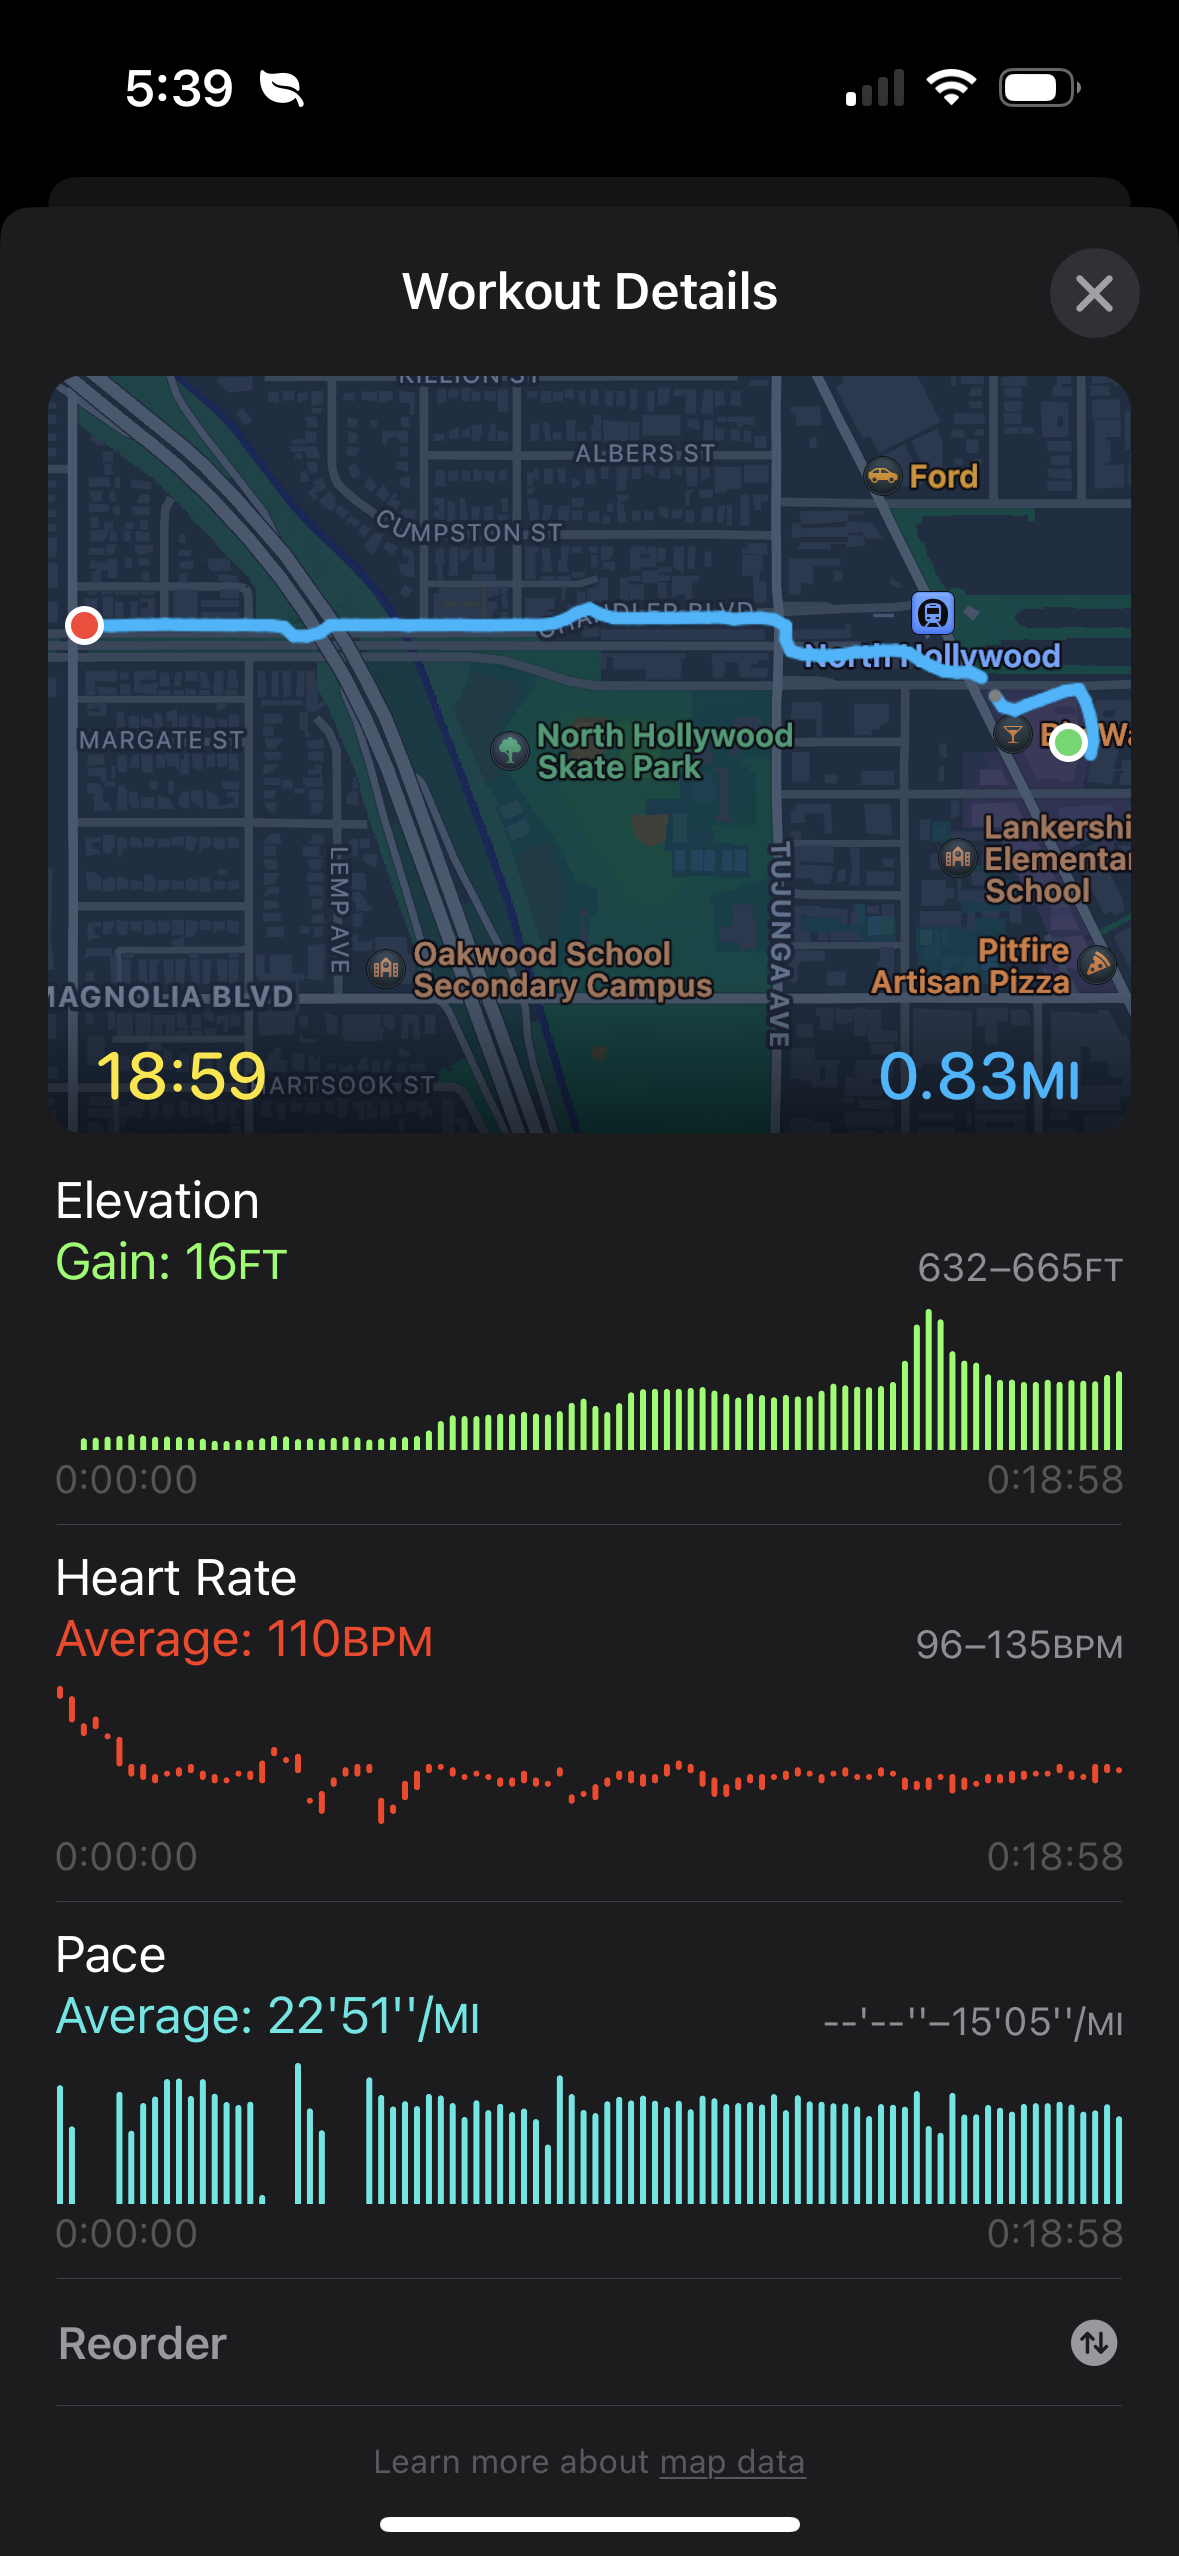 5:39
Workout Details
KILLION ST
ALBERS ST
Ford
CUMPSTON ST
CHANDLER BLVD
North Hollywood
MARGATE ST
North Hollywood
Skate Park
Lankershi
Elementar
School
LEMP AVE
TUJUNGA AVE
Oakwood School
Secondary Campus
Pitfire
Artisan Pizza
MAGNOLIA BLVD
18:59
HARTSOOK ST
0.83MI
Elevation
Gain: 16FT
632–665FT
0:00:00
0:18:58
Heart Rate
Average: 110BPM
96–135BPM
0:00:00
0:18:58
Pace
Average: 22'51''/MI
--'--''–15'05''/MI
0:00:00
0:18:58
Reorder
Learn more about map data